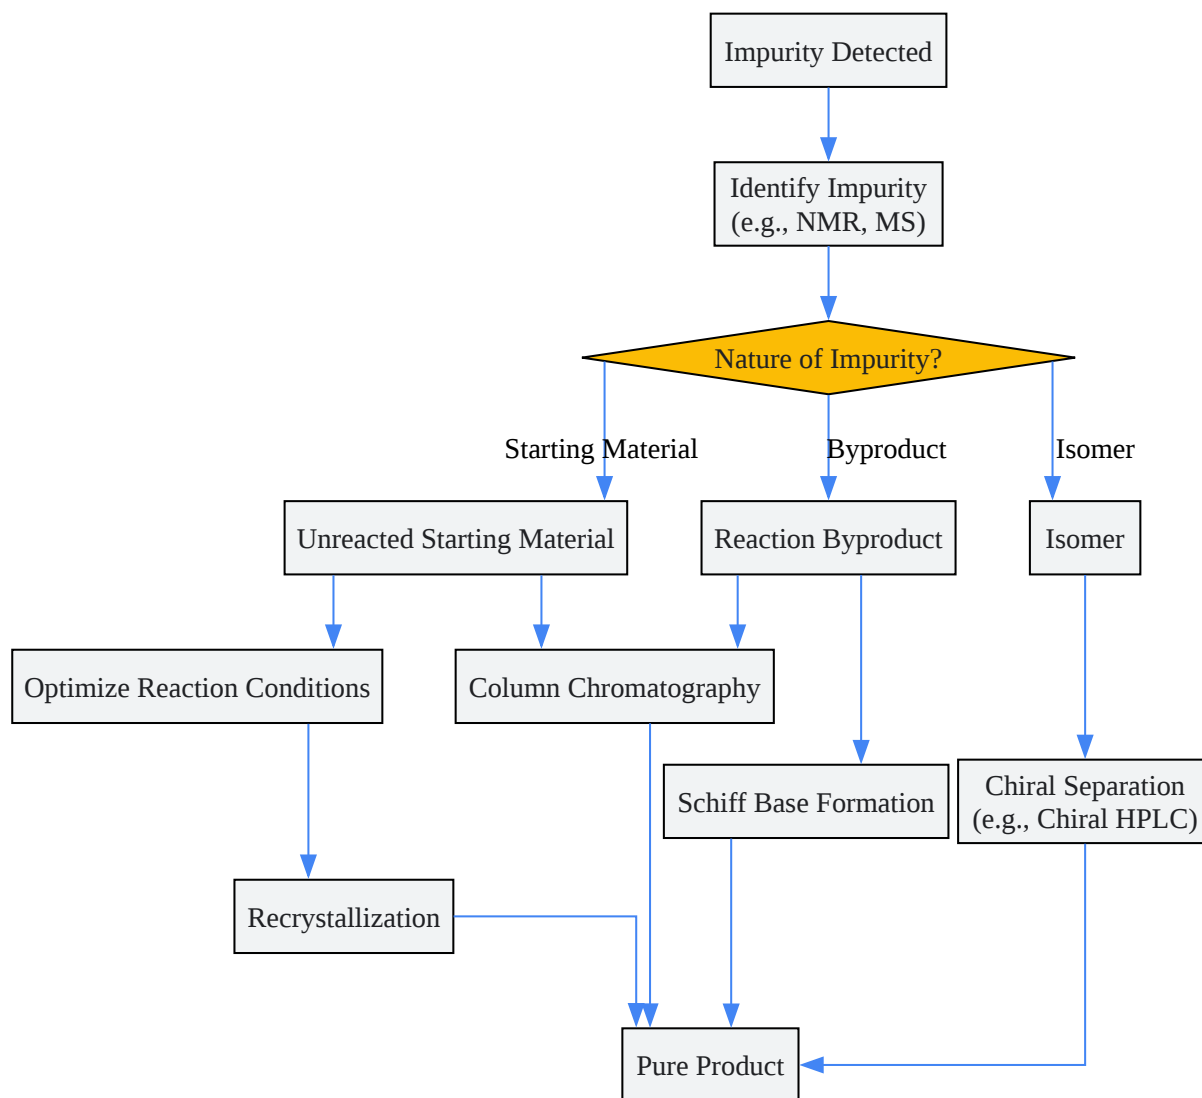 Impurity Detected
Identify Impurity
(e.g., NMR, MS)
Nature of Impurity?
Starting Material
Byproduct
Isomer
Unreacted Starting Material
Reaction Byproduct
Isomer
Optimize Reaction Conditions
Column Chromatography
Schiff Base Formation
Chiral Separation
(e.g., Chiral HPLC)
Recrystallization
Pure Product